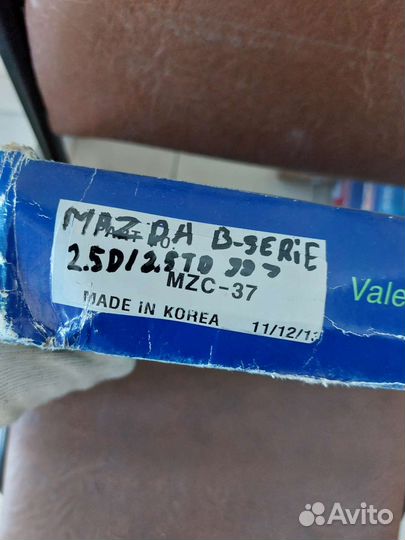 MAZDA B-SERIE
2.5D/2.5TD 99>
MZC-37
MADE IN KOREA 11/12/13
Vale
Avito